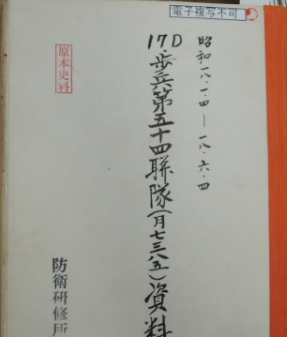 電子複写不可
昭和一八・一・四―一八・六・四
17D
歩兵第五十四聯隊(月七三八五)資料
原本史料
防衛研修所